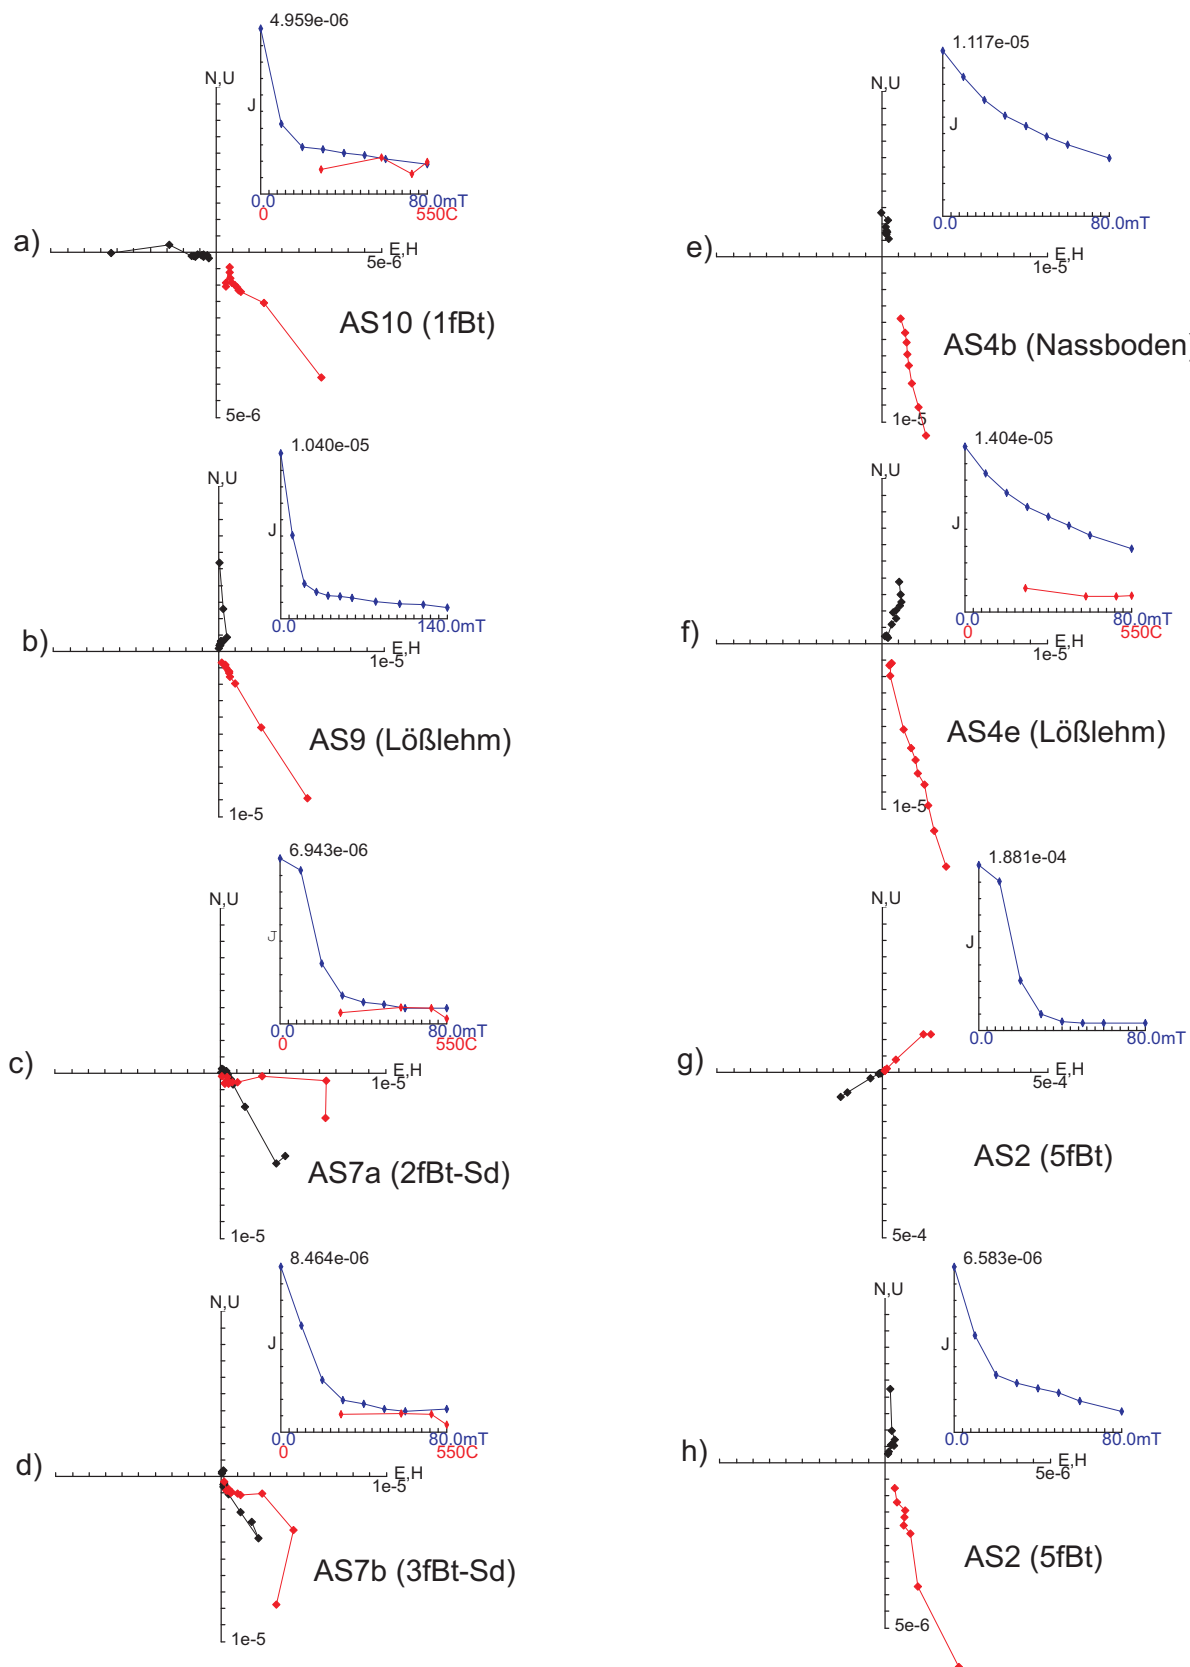 4.959e-06
N,U
J
0.0 80.0mT
0 550C
a)
E,H
5e-6
AS10 (1fBt)
5e-6
1.040e-05
N,U
J
0.0 140.0mT
b)
E,H
1e-5
AS9 (Lößlehm)
1e-5
6.943e-06
N,U
J
0.0 80.0mT
0 550C
c)
E,H
1e-5
AS7a (2fBt-Sd)
1e-5
8.464e-06
N,U
J
0.0 80.0mT
0 550C
d)
E,H
1e-5
AS7b (3fBt-Sd)
1e-5
1.117e-05
N,U
J
0.0 80.0mT
e)
E,H
1e-5
AS4b (Nassboden)
1e-5
1.404e-05
N,U
J
0.0 80.0mT
0 550C
f)
E,H
1e-5
AS4e (Lößlehm)
1e-5
1.881e-04
N,U
J
0.0 80.0mT
g)
E,H
5e-4
AS2 (5fBt)
5e-4
6.583e-06
N,U
J
0.0 80.0mT
h)
E,H
5e-6
AS2 (5fBt)
5e-6